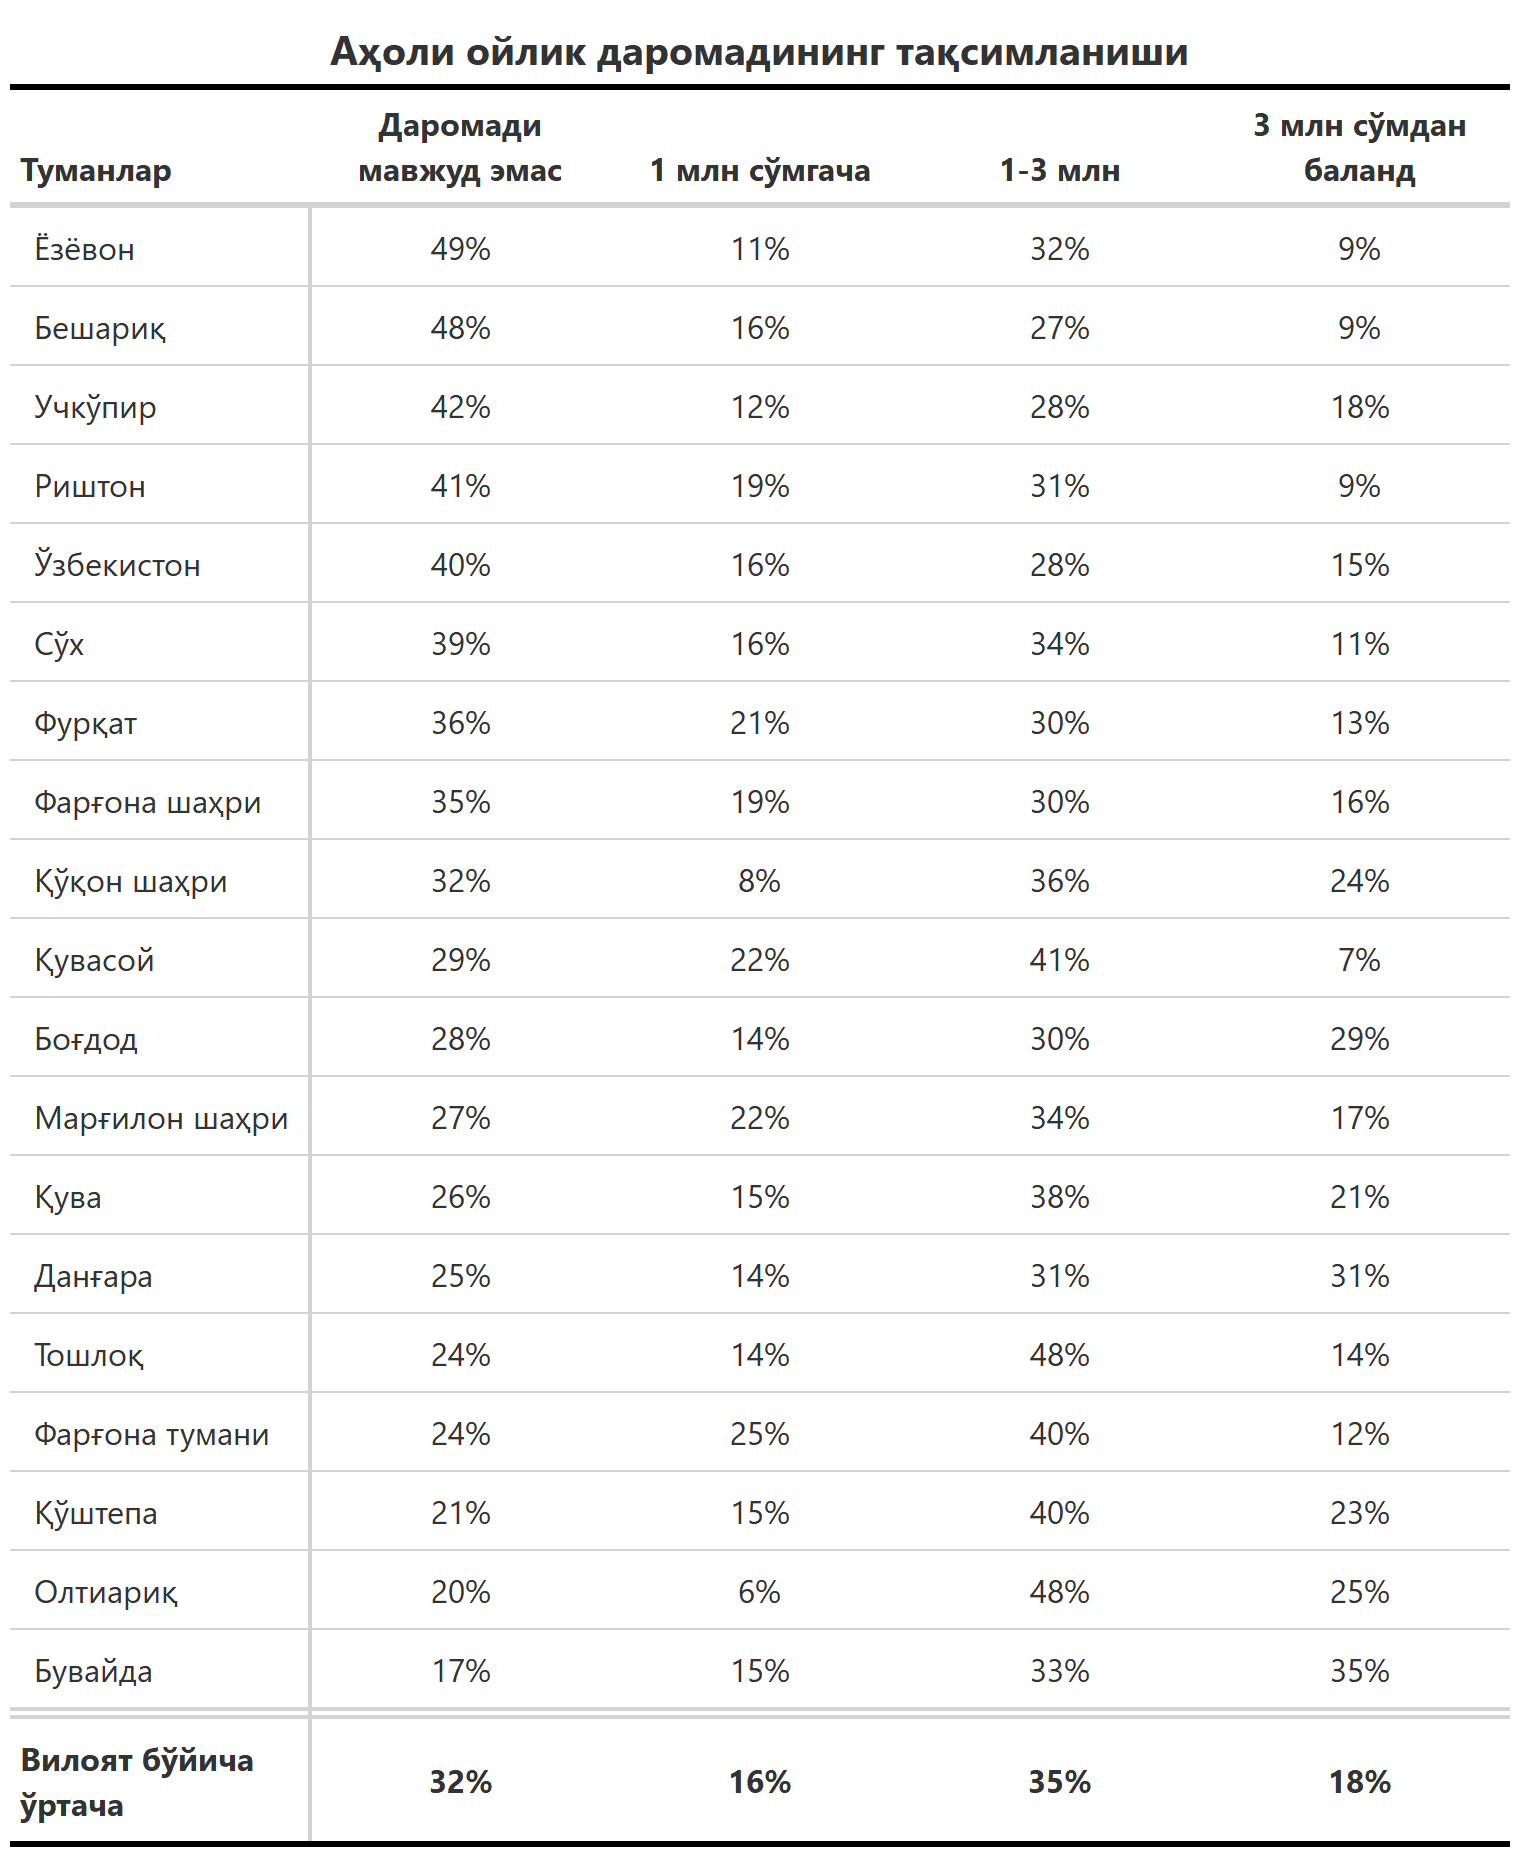 Аҳоли ойлик даромадининг тақсимланиши
Туманлар Даромади мавжуд эмас 1 млн сўмгача 1-3 млн 3 млн сўмдан баланд
Ёзёвон 49% 11% 32% 9%
Бешариқ 48% 16% 27% 9%
Учкўпир 42% 12% 28% 18%
Риштон 41% 19% 31% 9%
Ўзбекистон 40% 16% 28% 15%
Сўх 39% 16% 34% 11%
Фурқат 36% 21% 30% 13%
Фарғона шаҳри 35% 19% 30% 16%
Қўқон шаҳри 32% 8% 36% 24%
Қувасой 29% 22% 41% 7%
Боғдод 28% 14% 30% 29%
Марғилон шаҳри 27% 22% 34% 17%
Қува 26% 15% 38% 21%
Данғара 25% 14% 31% 31%
Тошлоқ 24% 14% 48% 14%
Фарғона тумани 24% 25% 40% 12%
Қўштепа 21% 15% 40% 23%
Олтиариқ 20% 6% 48% 25%
Бувайда 17% 15% 33% 35%
Вилоят бўйича ўртача 32% 16% 35% 18%